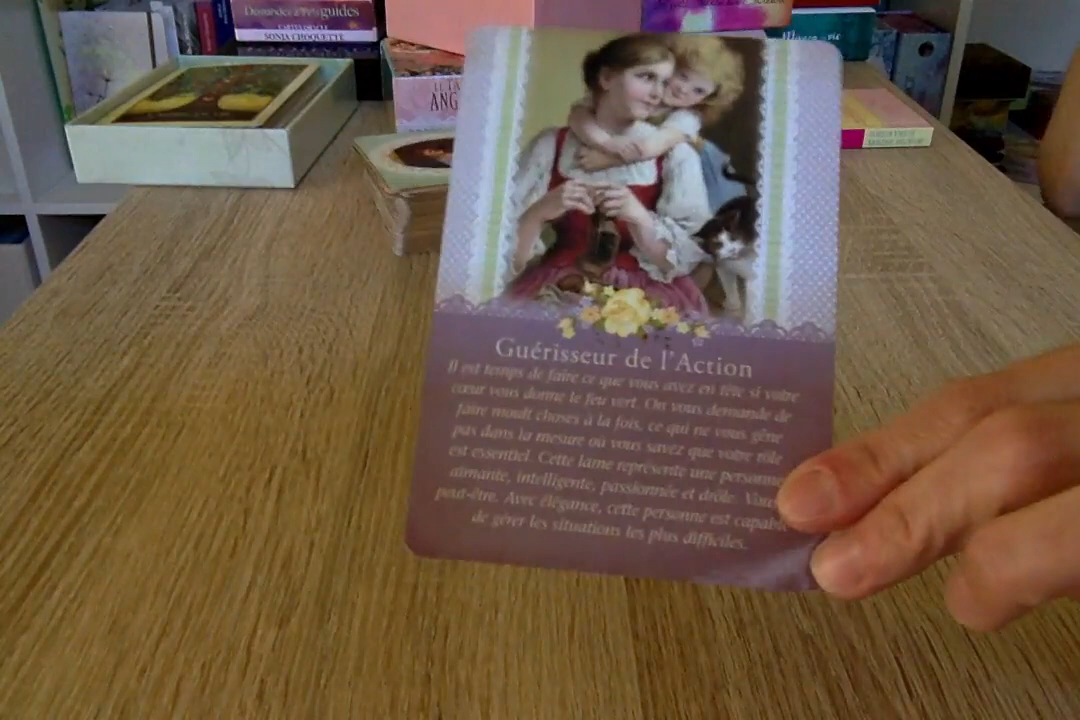 Demandez à vos guides
SONIA CHOQUETTE
ANG
Guérisseur de l'Action
Il est temps de faire ce que vous avez en tête si votre
cœur vous donne le feu vert. On vous demande de
faire moult choses à la fois, ce qui ne vous gêne
pas dans la mesure où vous savez que votre rôle
est essentiel. Cette lame représente une personne
aimante, intelligente, passionnée et drôle. Vous
peut-être. Avec élégance, cette personne est capable
de gérer les situations les plus difficiles.